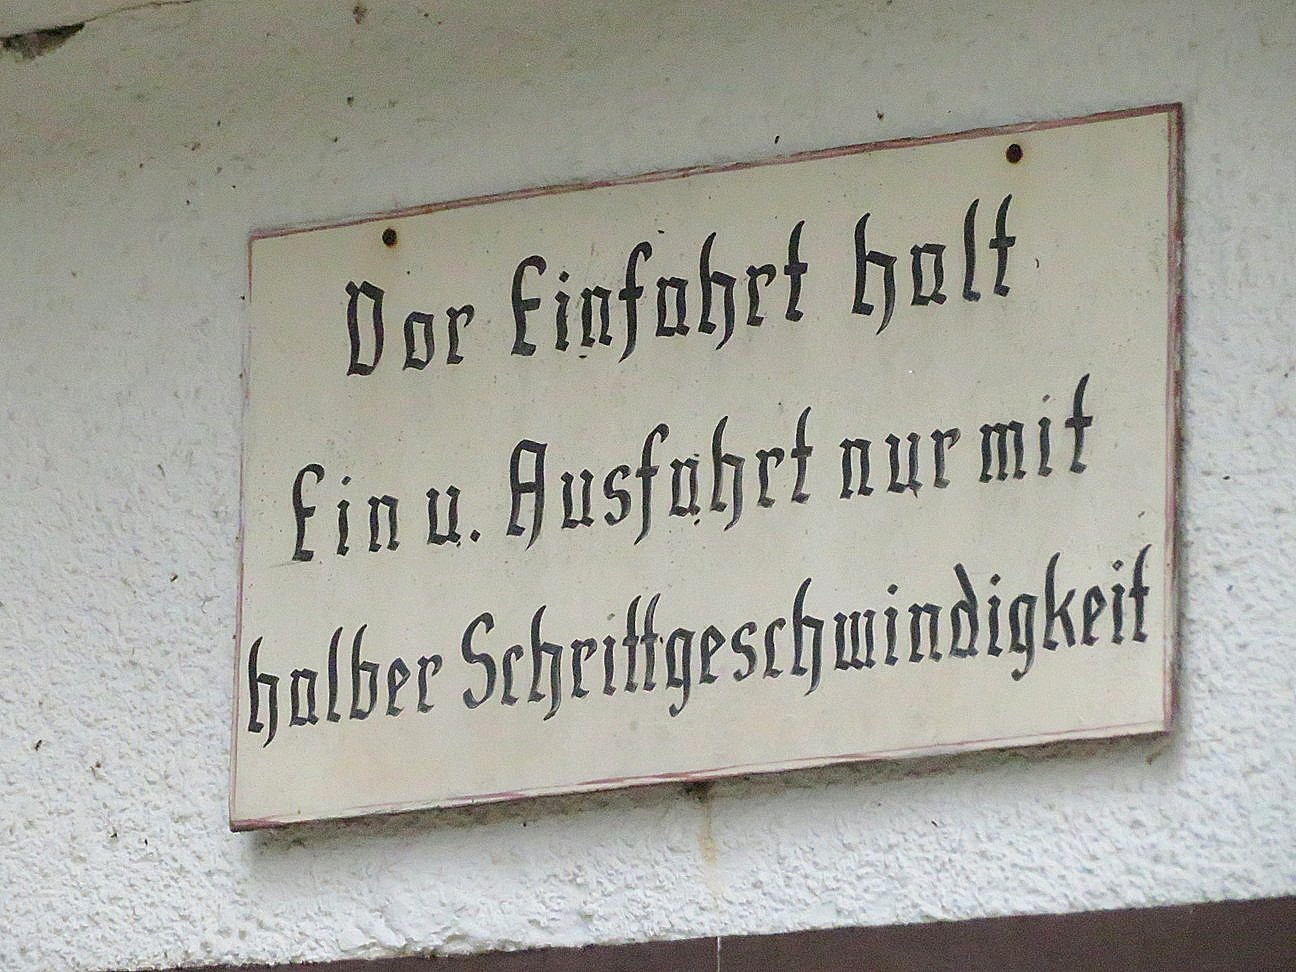 Vor Einfahrt halt
Ein u. Ausfahrt nur mit
halber Schrittgeschwindigkeit